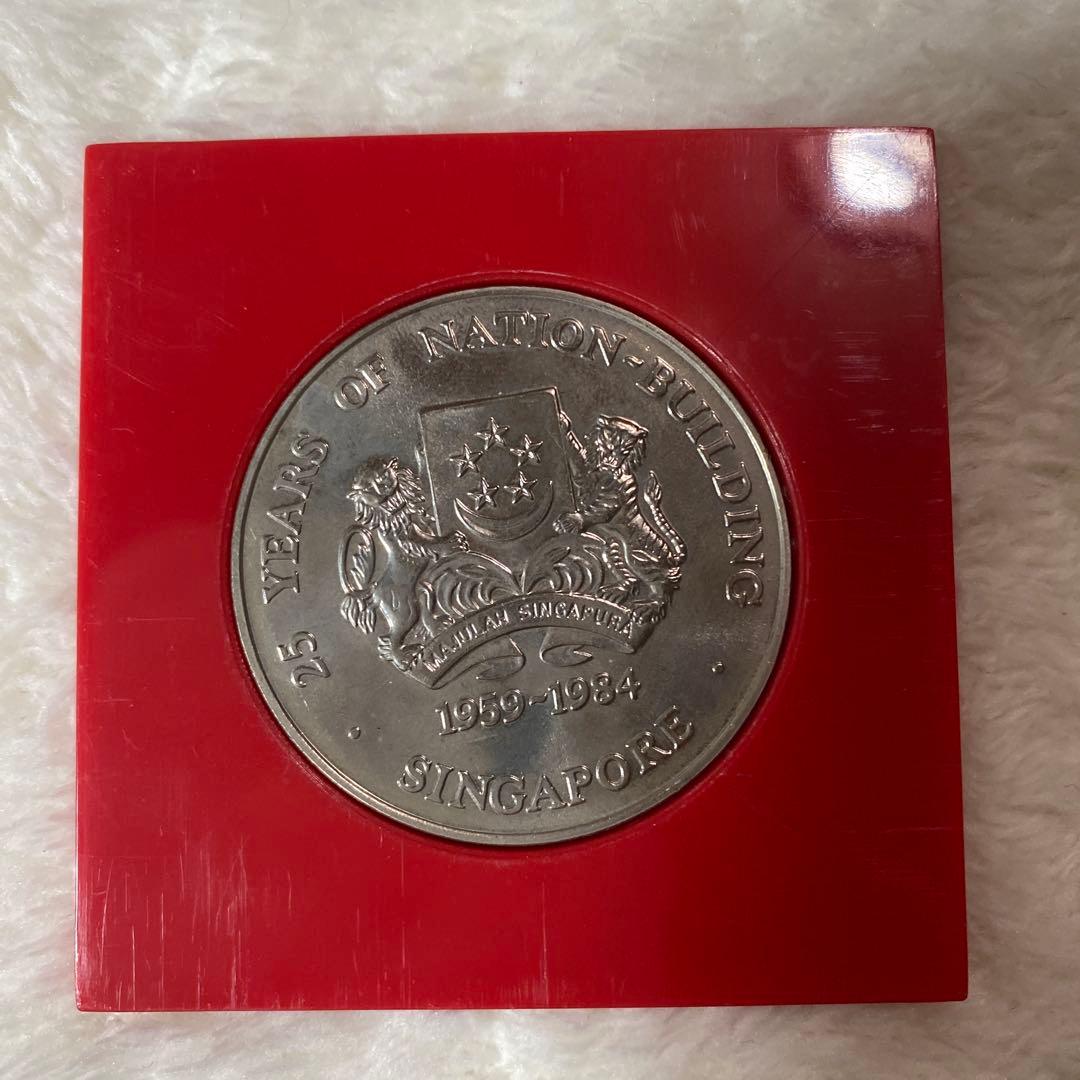 25 YEARS OF NATION-BUILDING
MAJULAH SINGAPURA
1959-1984
· SINGAPORE ·